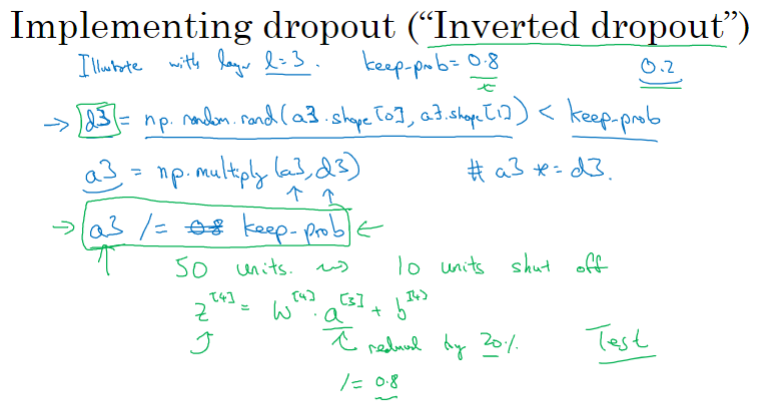 Implementing dropout ("Inverted dropout")
Illustrate with layer l=3. keep-prob= 0.8 0.2
→ d3 = np.random.rand(a3.shape[0], a3.shape[1]) < keep-prob
a3 = np.multiply(a3, d3) # a3 *= d3.
→ a3 /= 0.8 keep-prob ←
50 units. ⟿ 10 units shut off
z^[4] = W^[4] · a^[3] + b^[4]
reduced by 20%. Test
/= 0.8